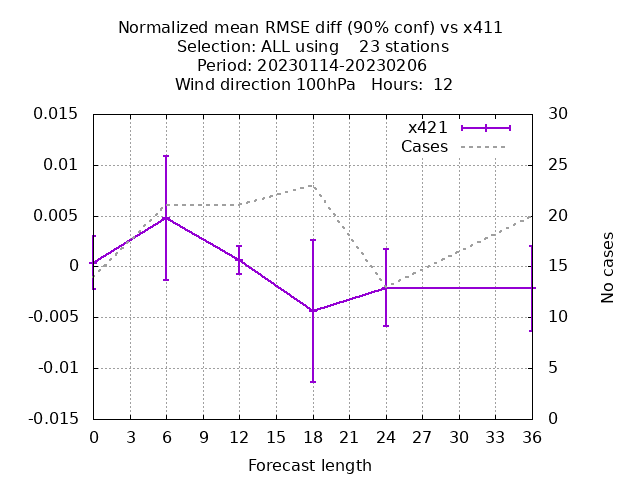 Normalized mean RMSE diff (90% conf) vs x411
Selection: ALL using    23 stations
Period: 20230114-20230206
Wind direction 100hPa   Hours:  12
x421
Cases
0.015
0.01
0.005
0
-0.005
-0.01
-0.015
30
25
20
15
10
5
0
No cases
0 3 6 9 12 15 18 21 24 27 30 33 36
Forecast length